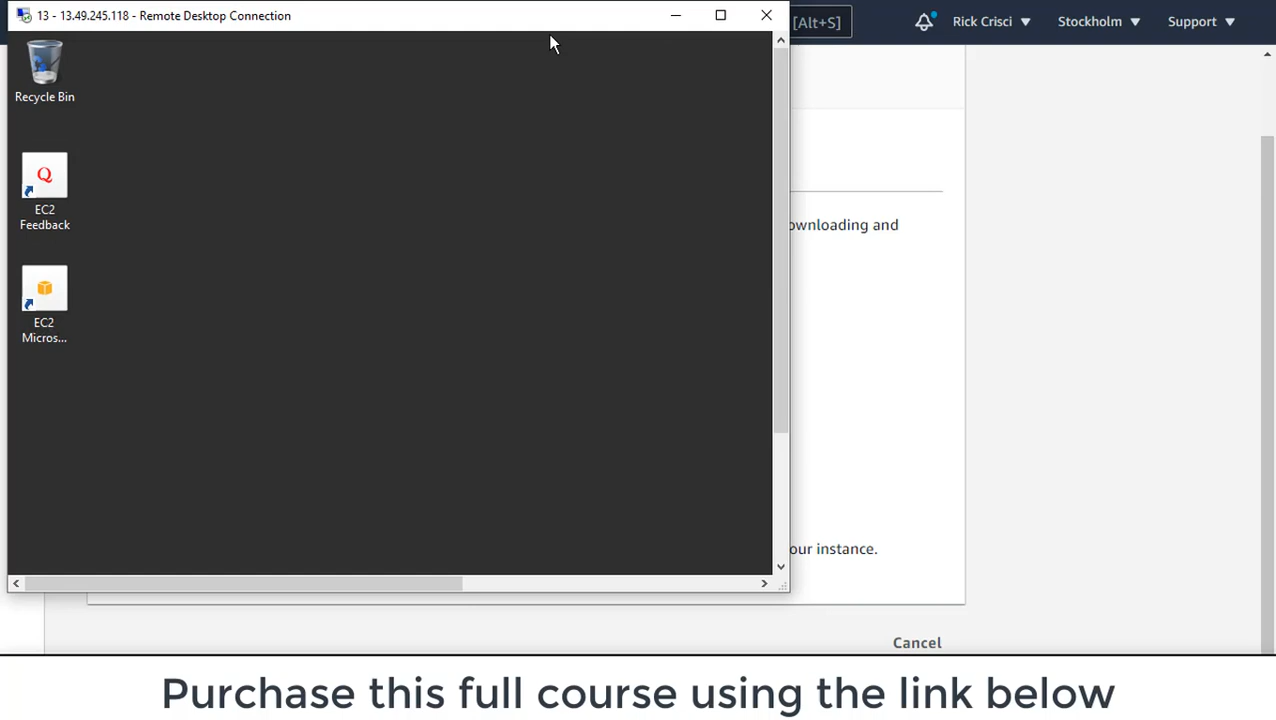 13 - 13.49.245.118 - Remote Desktop Connection
[Alt+S]
Rick Crisci
Stockholm
Support
Recycle Bin
Q
EC2
Feedback
EC2
Micros...
ownloading and
our instance.
Cancel
Purchase this full course using the link below